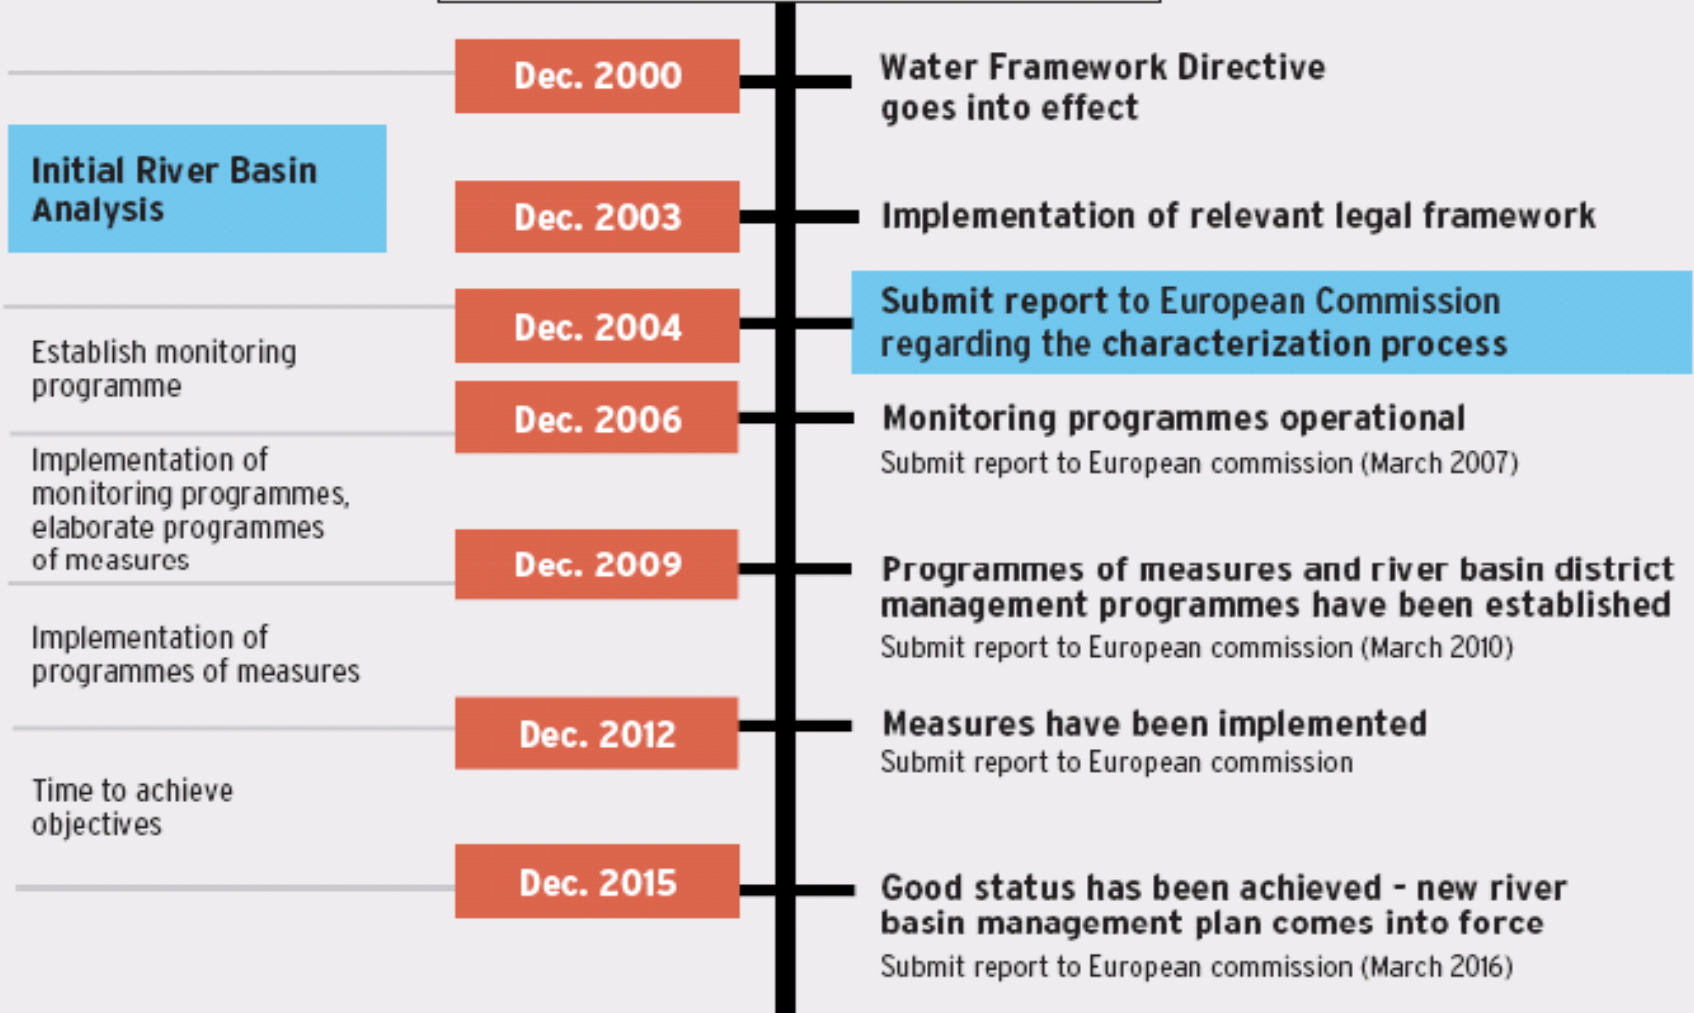 Dec. 2000
Water Framework Directive
goes into effect
Initial River Basin
Analysis
Dec. 2003
Implementation of relevant legal framework
Dec. 2004
Submit report to European Commission
regarding the characterization process
Establish monitoring
programme
Dec. 2006
Monitoring programmes operational
Submit report to European commission (March 2007)
Implementation of
monitoring programmes,
elaborate programmes
of measures
Dec. 2009
Programmes of measures and river basin district
management programmes have been established
Submit report to European commission (March 2010)
Implementation of
programmes of measures
Dec. 2012
Measures have been implemented
Submit report to European commission
Time to achieve
objectives
Dec. 2015
Good status has been achieved - new river
basin management plan comes into force
Submit report to European commission (March 2016)